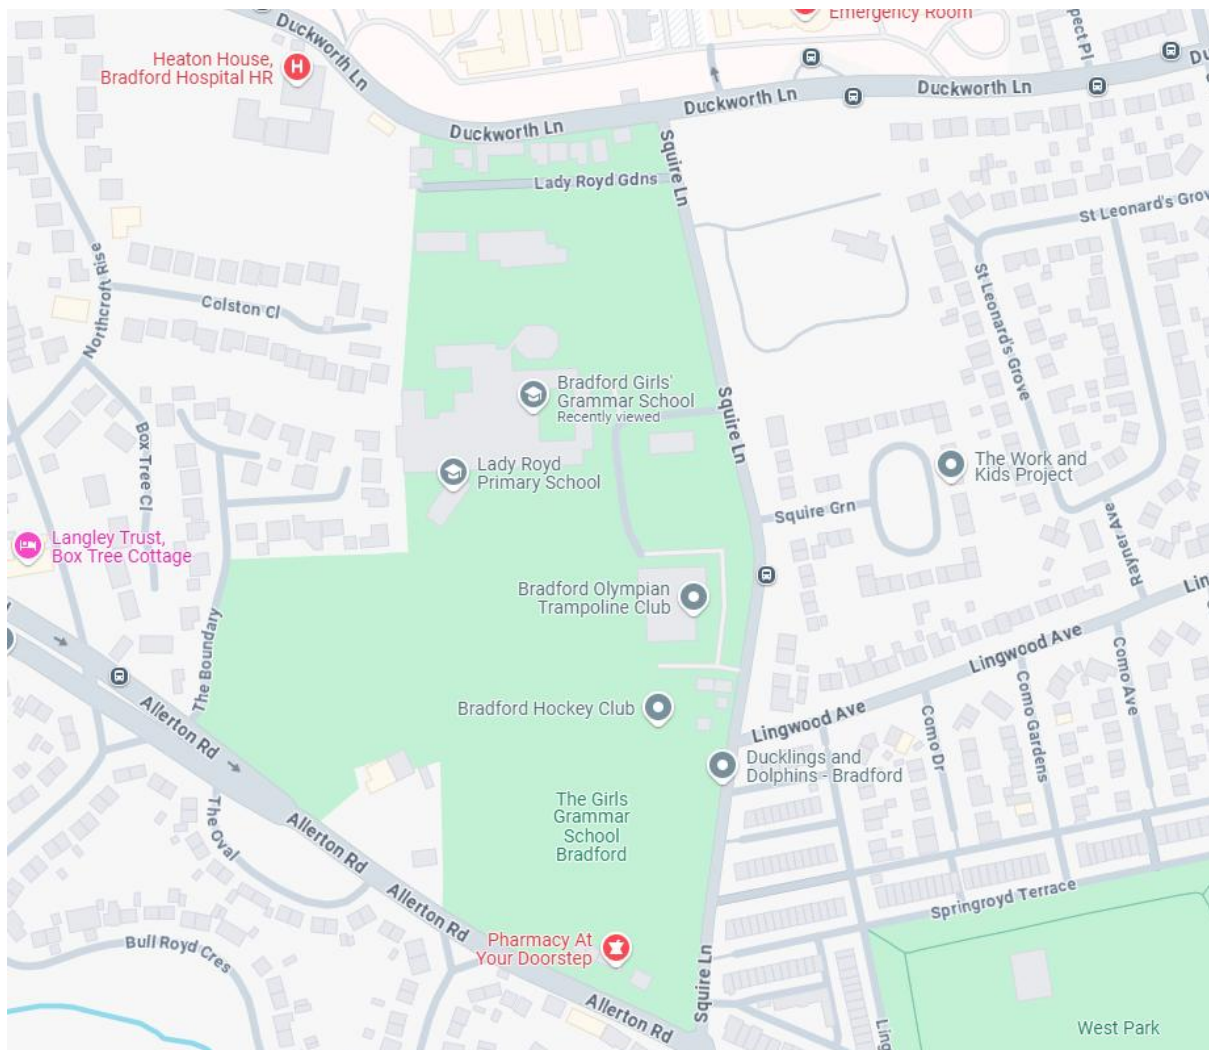 Emergency Room
Duckworth Ln
Heaton House,
Bradford Hospital HR
H
Duckworth Ln
Duckworth Ln
Duckworth Ln
Squire Ln
Lady Royd Gdns
St Leonard's Grov
Northcroft Rise
Colston Cl
St Leonard's Grove
Bradford Girls'
Grammar School
Recently viewed
Squire Ln
Box Tree Cl
Lady Royd
Primary School
The Work and
Kids Project
Squire Grn
Rayner Ave
Langley Trust,
Box Tree Cottage
Bradford Olympian
Trampoline Club
Lin
Lingwood Ave
The Boundary
Como Ave
Como Gardens
Como Dr
Allerton Rd
Bradford Hockey Club
Lingwood Ave
Ducklings and
Dolphins - Bradford
The Girls
Grammar
School
Bradford
The Oval
Allerton Rd
Allerton Rd
Springroyd Terrace
Bull Royd Cres
Pharmacy At
Your Doorstep
Squire Ln
Allerton Rd
Ling
West Park